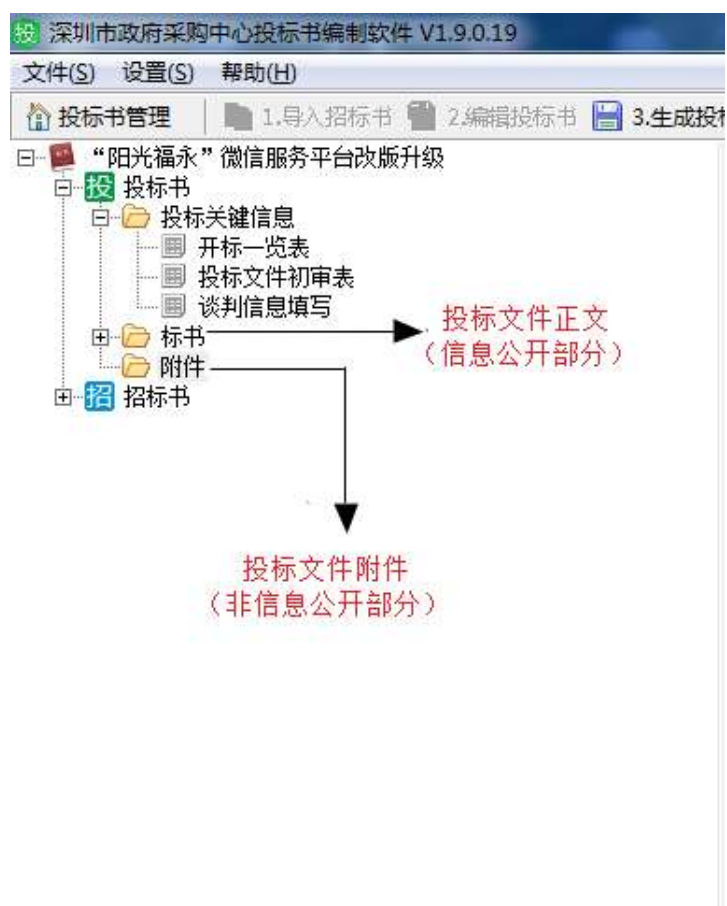 投 深圳市政府采购中心投标书编制软件 V1.9.0.19
文件(S) 设置(S) 帮助(H)
投标书管理 1.导入招标书 2.编辑投标书 3.生成投标
“阳光福永”微信服务平台改版升级
投 投标书
投标关键信息
开标一览表
投标文件初审表
谈判信息填写
标书
投标文件正文
（信息公开部分）
附件
招 招标书
投标文件附件
（非信息公开部分）